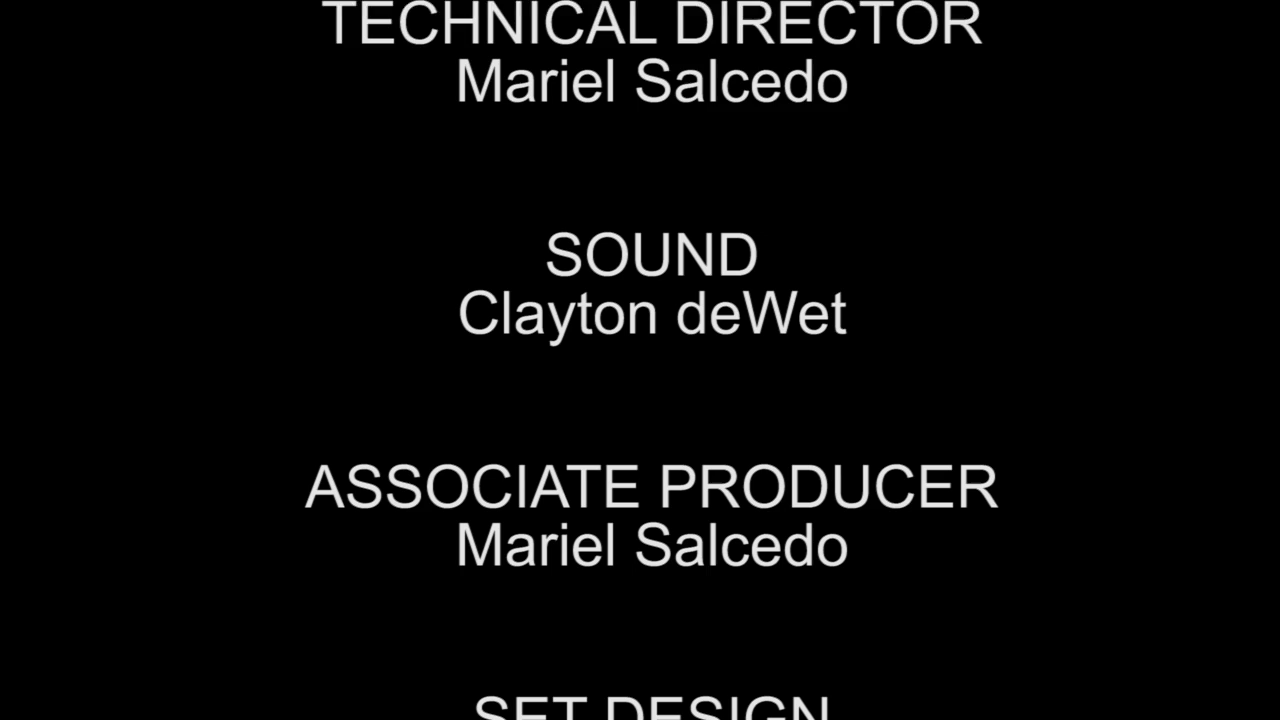 TECHNICAL DIRECTOR
Mariel Salcedo
SOUND
Clayton deWet
ASSOCIATE PRODUCER
Mariel Salcedo
SET DESIGN